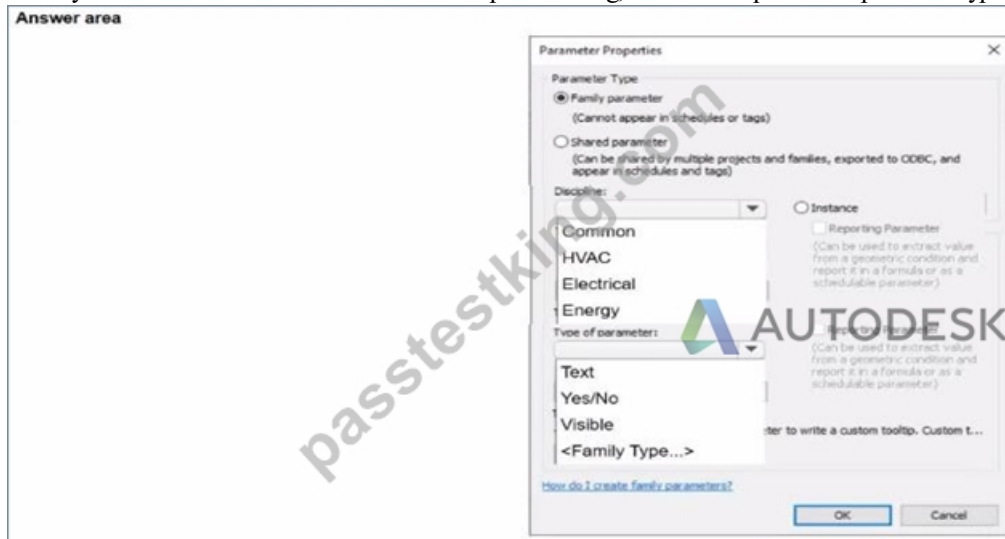 Answer area
Parameter Properties
Parameter Type
Family parameter
(Cannot appear in schedules or tags)
Shared parameter
(Can be shared by multiple projects and families, exported to ODBC, and
appear in schedules and tags)
Discipline:
Instance
Common
Reporting Parameter
HVAC
(Can be used to extract value
from a geometric condition and
report it in a formula or as a
schedulable parameter)
Electrical
Energy
AUTODESK
Type of parameter:
Reporting Parameter
(Can be used to extract value
from a geometric condition and
report it in a formula or as a
schedulable parameter)
Text
Yes/No
Visible
to write a custom tooltip. Custom t...
<Family Type...>
How do I create family parameters?
OK
Cancel
passtestking.com